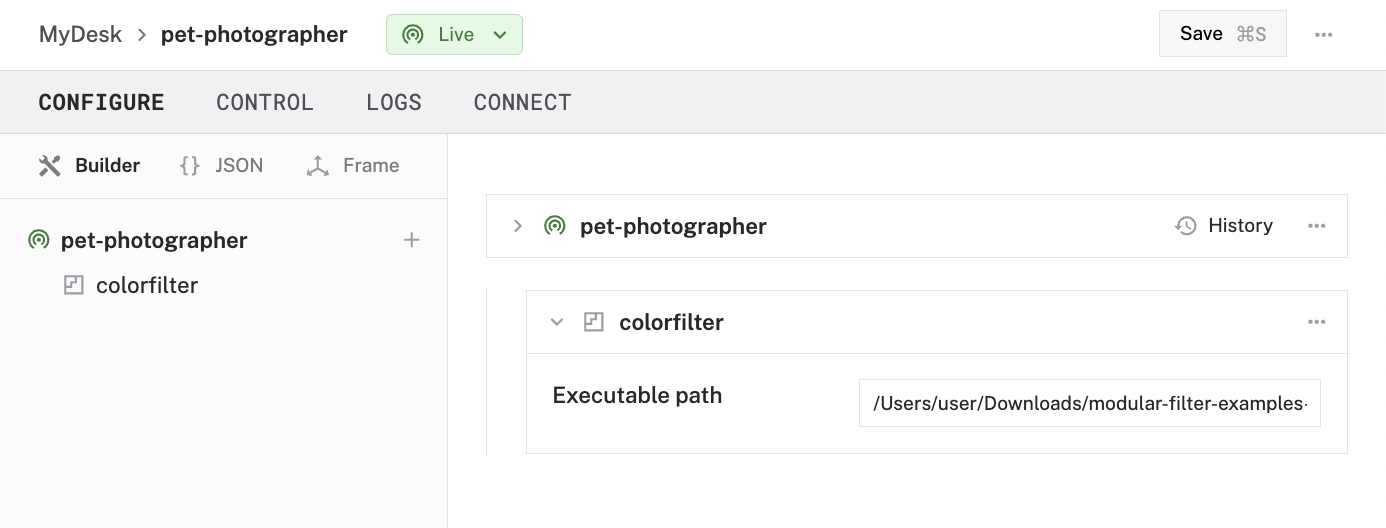 MyDesk > pet-photographer Live Save ⌘S ...
CONFIGURE CONTROL LOGS CONNECT
Builder {} JSON Frame
pet-photographer +
colorfilter
pet-photographer History ...
colorfilter ...
Executable path /Users/user/Downloads/modular-filter-examples